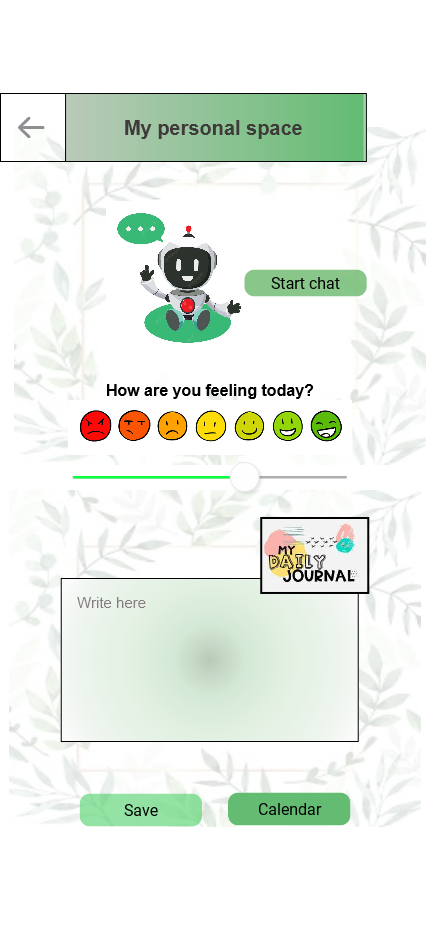 My personal space
Start chat
How are you feeling today?
MY
DAILY
JOURNAL
Write here
Save
Calendar